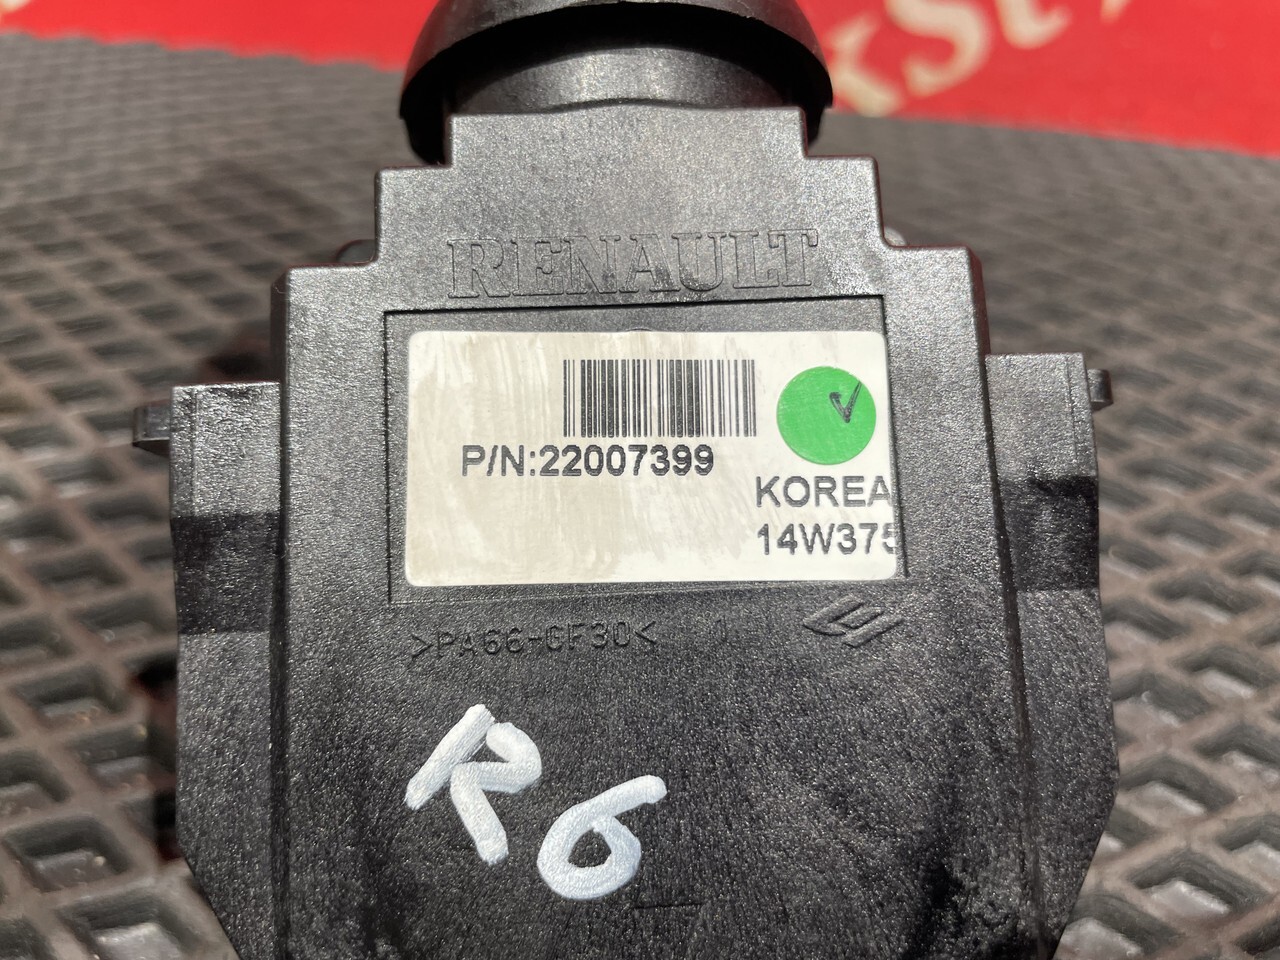 RENAULT
P/N:22007399
KOREA
14W375
>PA66-GF30<
R6